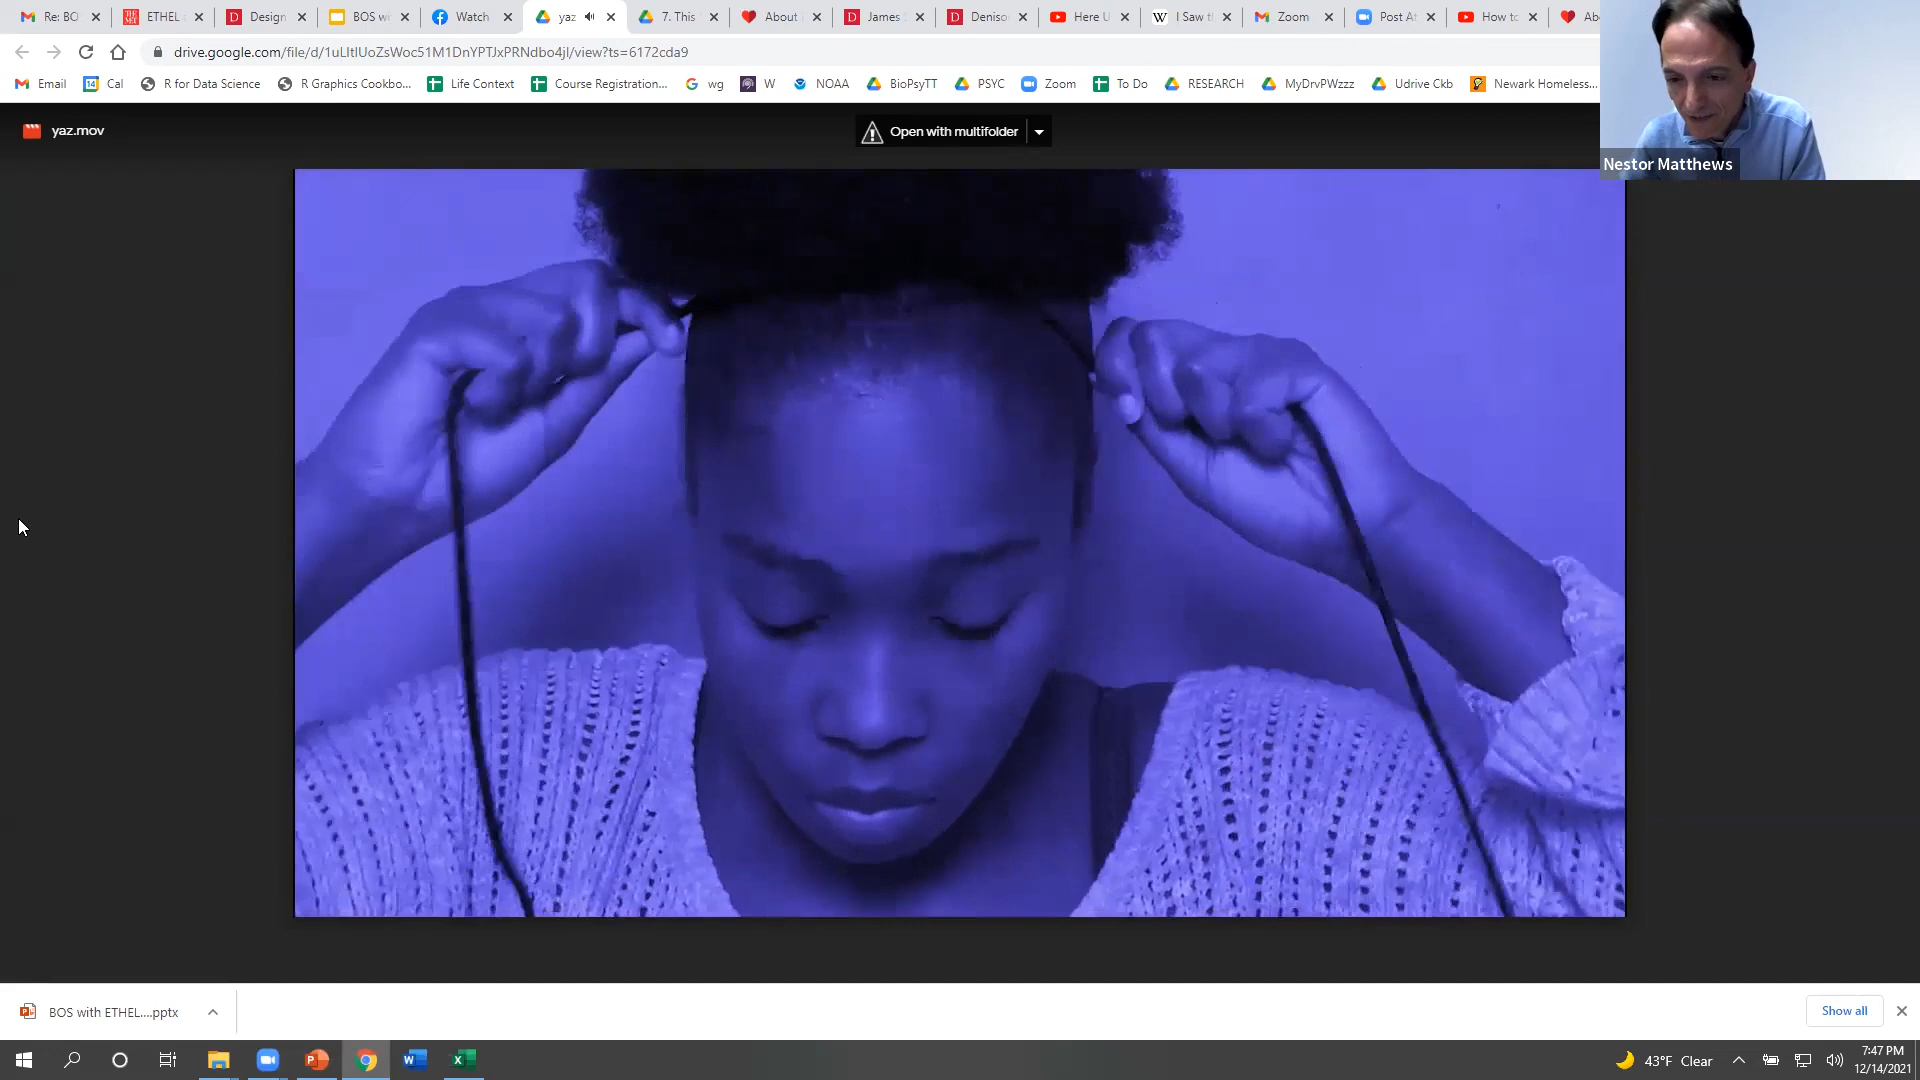 Re: BO
ETHEL
Design
BOS wi
Watch
yaz
7. This
About
James
Denison
Here U
I Saw t
Zoom
Post At
How to
Ab
drive.google.com/file/d/1uLItlUoZsWoc51M1DnYPTJxPRNdbo4jl/view?ts=6172cda9
Email
Cal
R for Data Science
R Graphics Cookbo...
Life Context
Course Registration...
wg
W
NOAA
BioPsyTT
PSYC
Zoom
To Do
RESEARCH
MyDrvPWzzz
Udrive Ckb
Newark Homeless...
yaz.mov
Open with multifolder
Nestor Matthews
BOS with ETHEL....pptx
Show all
43°F Clear
7:47 PM
12/14/2021